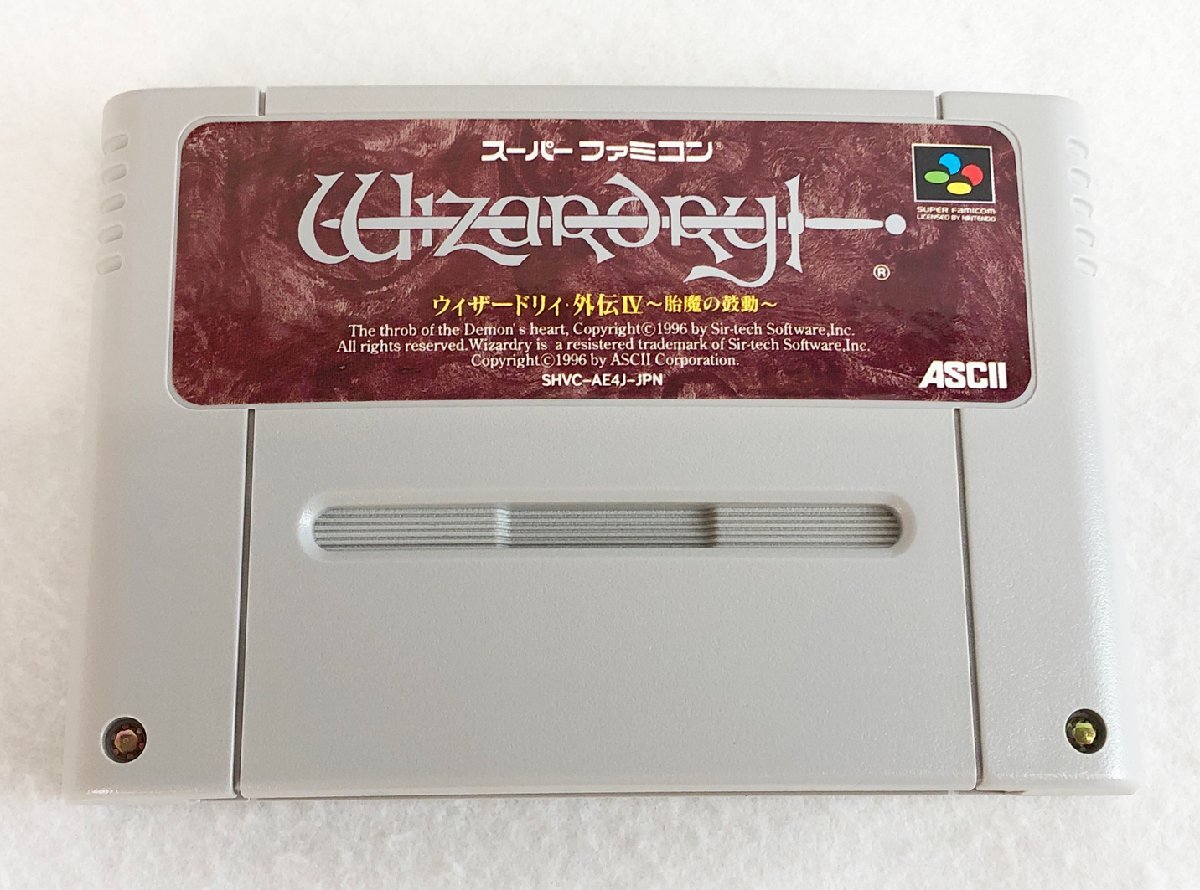 スーパーファミコン
Wizardry
®
SUPER FAMICOM
LICENSED BY NINTENDO
ウィザードリィ・外伝IV〜胎魔の鼓動〜
The throb of the Demon's heart, Copyright©1996 by Sir-tech Software,Inc.
All rights reserved.Wizardry is a resistered trademark of Sir-tech Software,Inc.
Copyright©1996 by ASCII Corporation.
SHVC-AE4J-JPN
ASCII